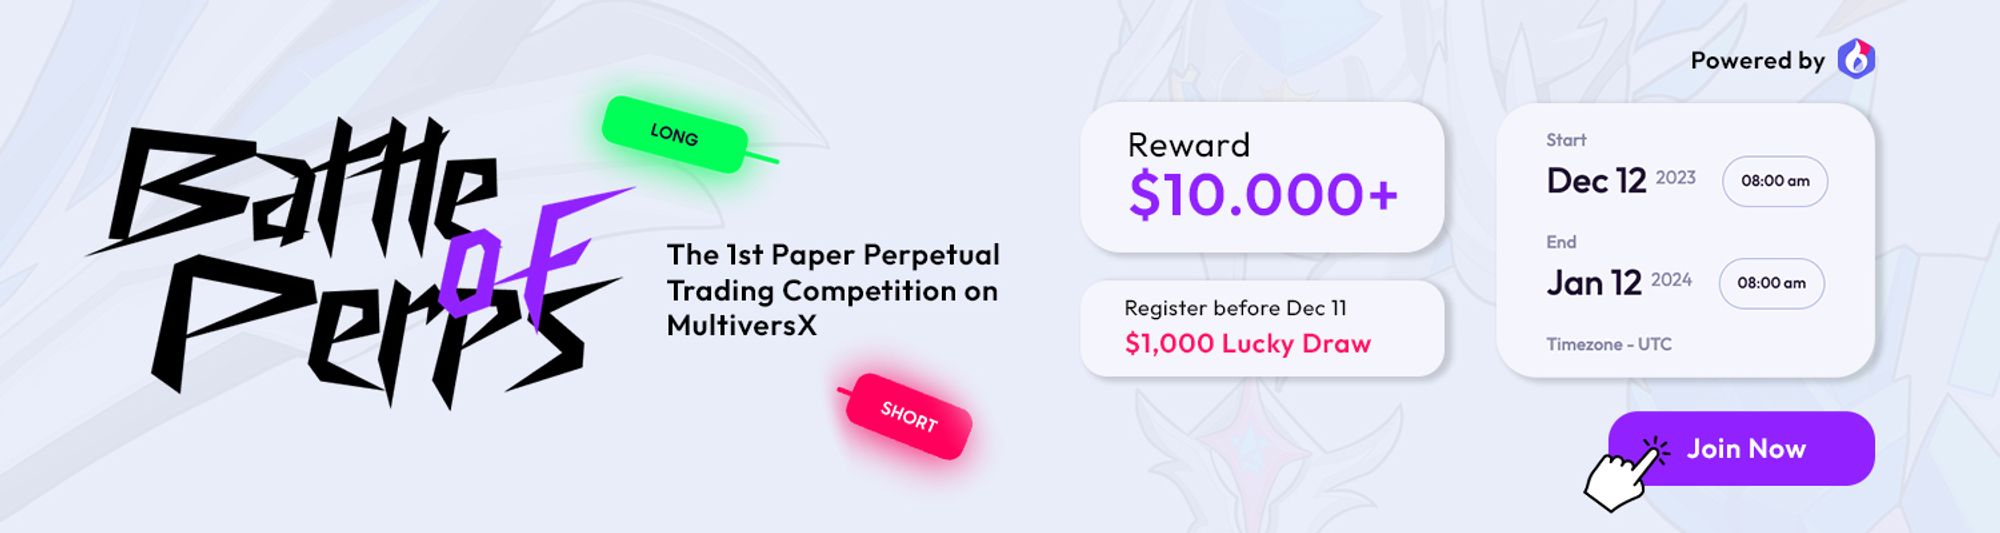 Battle
of
Perps
LONG
The 1st Paper Perpetual
Trading Competition on
MultiversX
SHORT
Reward
$10.000+
Register before Dec 11
$1,000 Lucky Draw
Powered by
Start
Dec 12 2023 08:00 am
End
Jan 12 2024 08:00 am
Timezone - UTC
Join Now